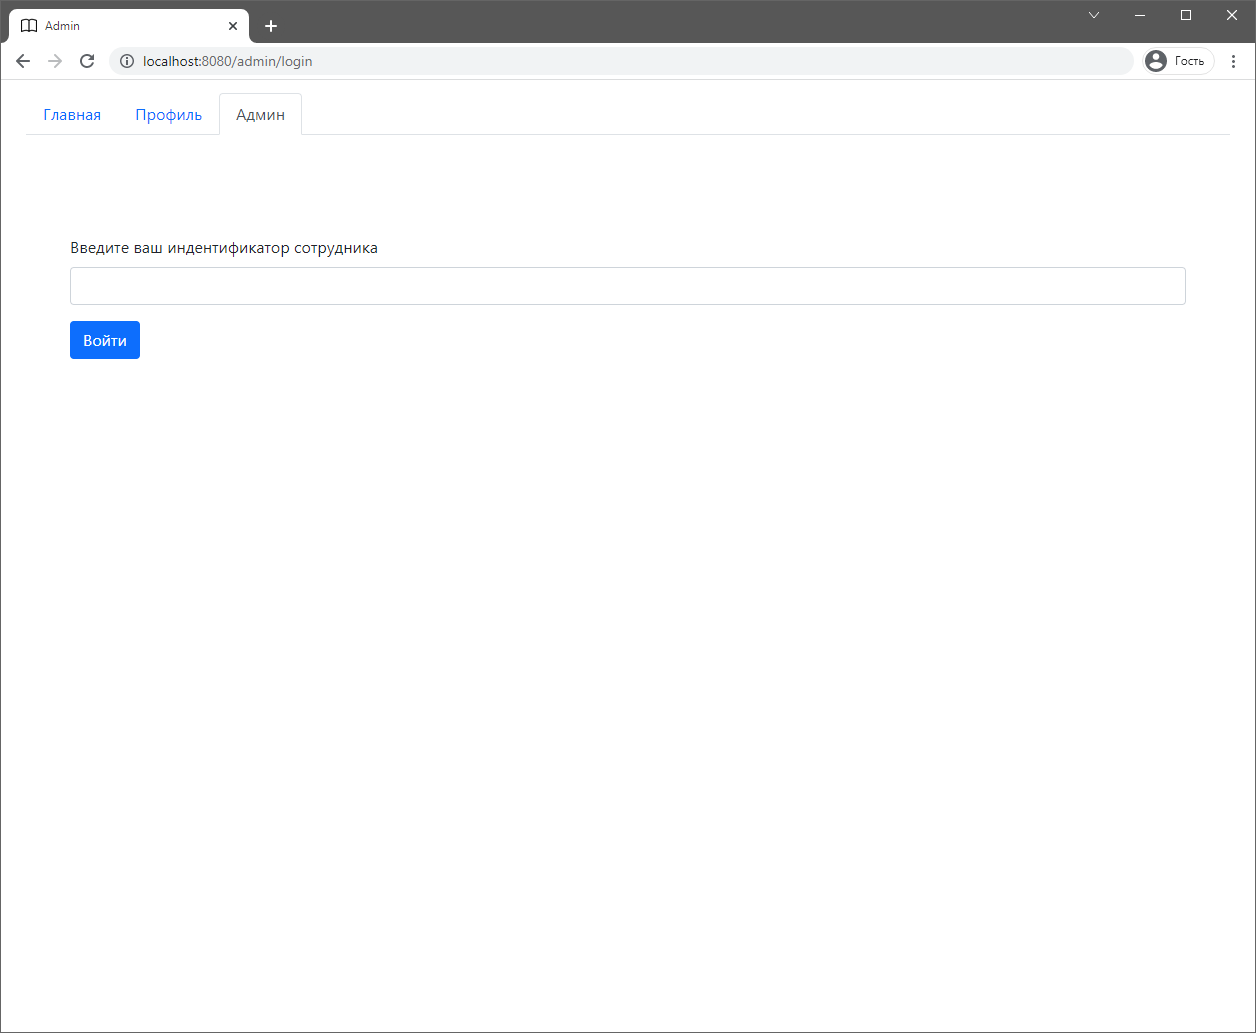 Admin
localhost:8080/admin/login
Гость
Главная Профиль Админ
Введите ваш индентификатор сотрудника
Войти